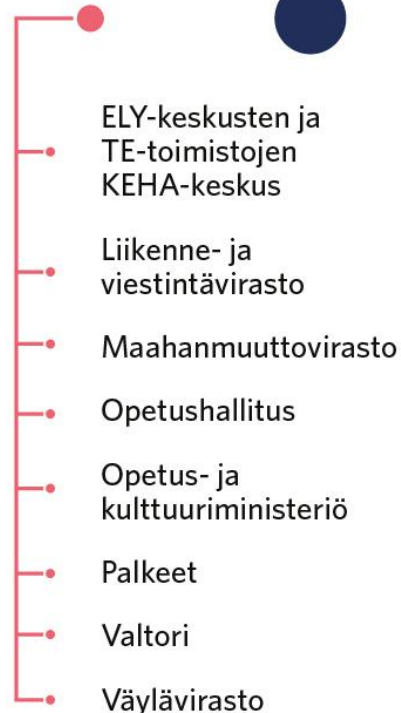 ELY-keskusten ja
TE-toimistojen
KEHA-keskus
Liikenne- ja
viestintävirasto
Maahanmuuttovirasto
Opetushallitus
Opetus- ja
kulttuuriministeriö
Palkeet
Valtori
Väylävirasto